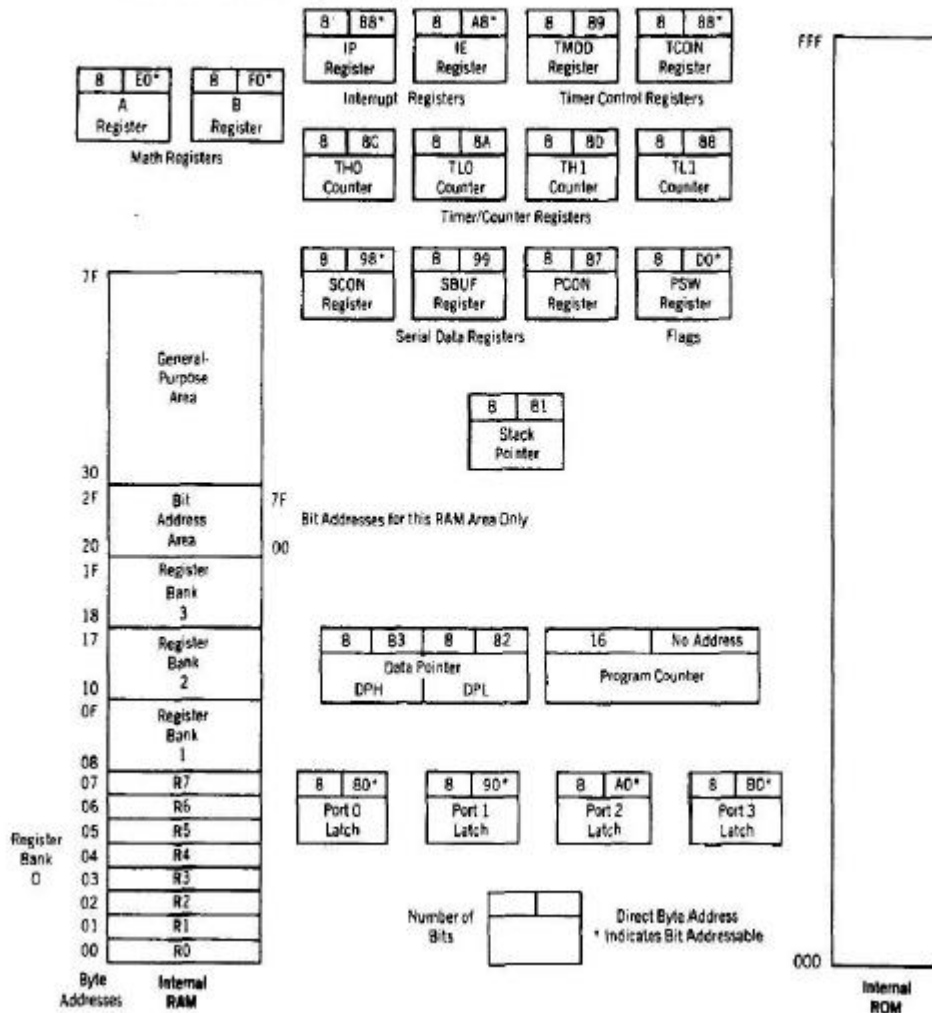 8 B8* 8 A8* 8 89 8 88*
IP Register IE Register TMOD Register TCON Register
Interrupt Registers Timer Control Registers
8 E0* 8 F0*
A Register B Register
Math Registers
8 8C 8 8A 8 8D 8 8B
TH0 Counter TL0 Counter TH1 Counter TL1 Counter
Timer/Counter Registers
8 98* 8 99 8 87 8 D0*
SCON Register SBUF Register PCON Register PSW Register
Serial Data Registers Flags
8 81
Stack Pointer
7F
General-
Purpose
Area
30
2F
Bit
Address
Area
20
7F
Bit Addresses for this RAM Area Only
00
1F
Register
Bank
3
18
17
Register
Bank
2
10
0F
Register
Bank
1
08
8 83 8 82
Data Pointer
DPH DPL
16 No Address
Program Counter
07 R7
06 R6
05 R5
04 R4
03 R3
02 R2
01 R1
00 R0
Register
Bank
0
Byte
Addresses
Internal
RAM
8 80* 8 90* 8 A0* 8 B0*
Port 0 Latch Port 1 Latch Port 2 Latch Port 3 Latch
Number of
Bits
Direct Byte Address
* Indicates Bit Addressable
FFF
000
Internal
ROM